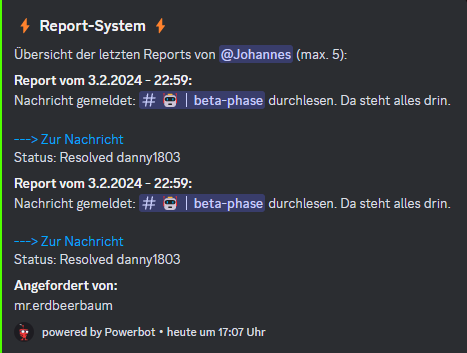 Report-System
Übersicht der letzten Reports von @Johannes (max. 5):
Report vom 3.2.2024 - 22:59:
Nachricht gemeldet: # | beta-phase durchlesen. Da steht alles drin.
---> Zur Nachricht
Status: Resolved danny1803
Report vom 3.2.2024 - 22:59:
Nachricht gemeldet: # | beta-phase durchlesen. Da steht alles drin.
---> Zur Nachricht
Status: Resolved danny1803
Angefordert von:
mr.erdbeerbaum
powered by Powerbot • heute um 17:07 Uhr